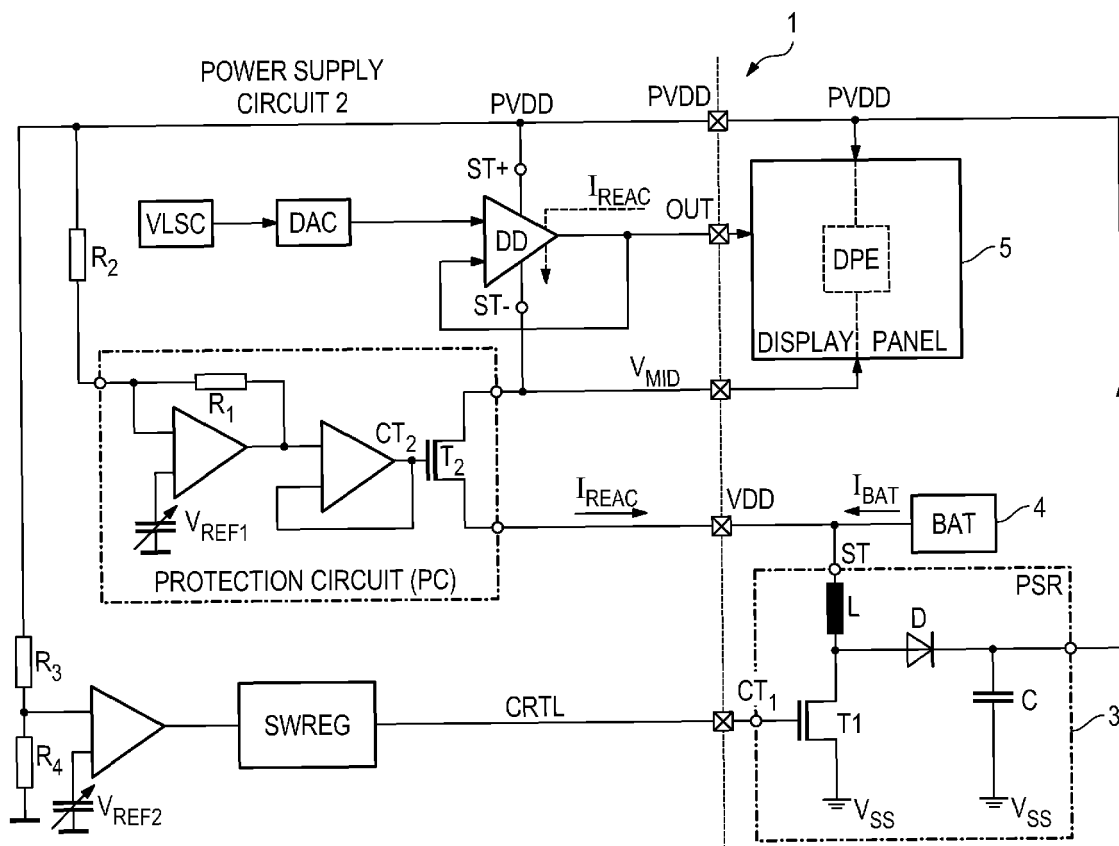 1
POWER SUPPLY
CIRCUIT 2
PVDD
PVDD
PVDD
ST+
I_REAC
OUT
VLSC
DAC
DD
DPE
5
R_2
ST-
DISPLAY PANEL
V_MID
R_1
CT_2
T_2
I_REAC
VDD
I_BAT
BAT
4
V_REF1
ST
PROTECTION CIRCUIT (PC)
PSR
L
D
R_3
CT_1
SWREG
CRTL
T1
C
3
R_4
V_REF2
V_SS
V_SS